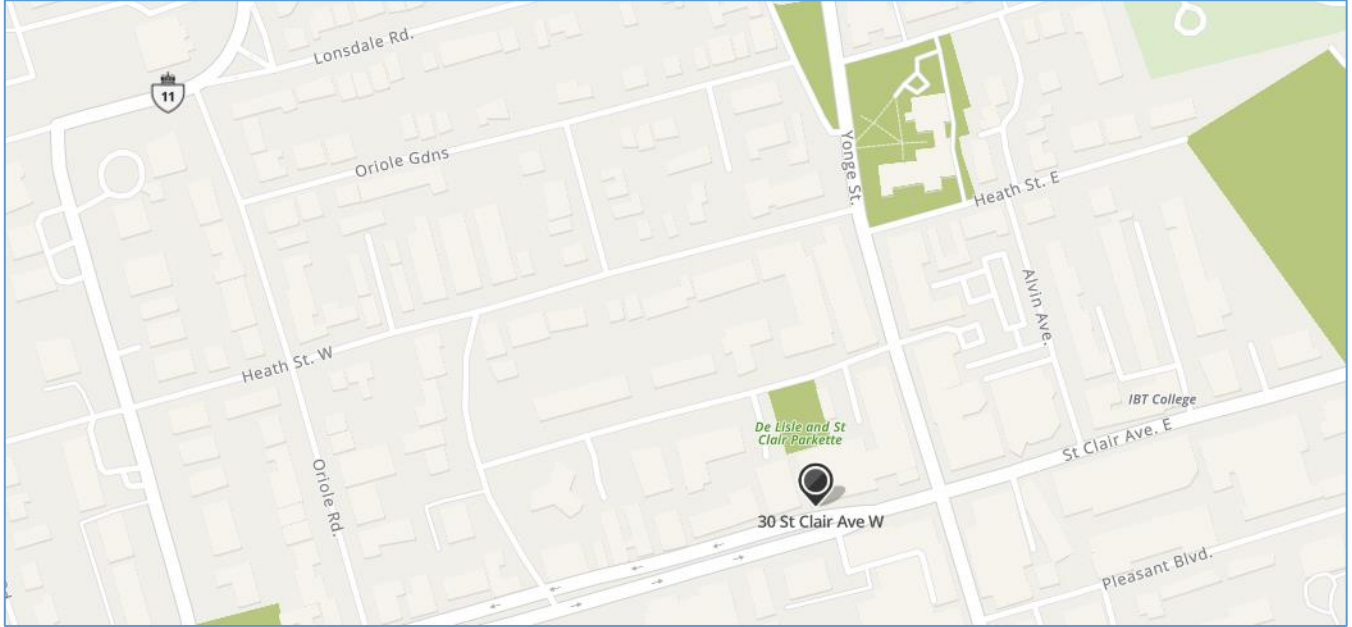 Lonsdale Rd.
11
Oriole Gdns
Yonge St.
Heath St. E
Alvin Ave.
Heath St. W
IBT College
De Lisle and St
Clair Parkette
St Clair Ave. E
Oriole Rd.
30 St Clair Ave W
Pleasant Blvd.